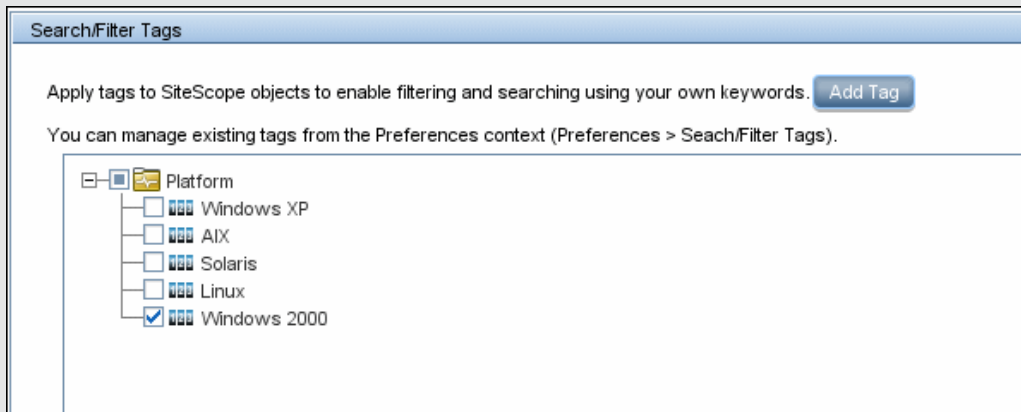 Search/Filter Tags
Apply tags to SiteScope objects to enable filtering and searching using your own keywords. Add Tag
You can manage existing tags from the Preferences context (Preferences > Seach/Filter Tags).
Platform
Windows XP
AIX
Solaris
Linux
Windows 2000